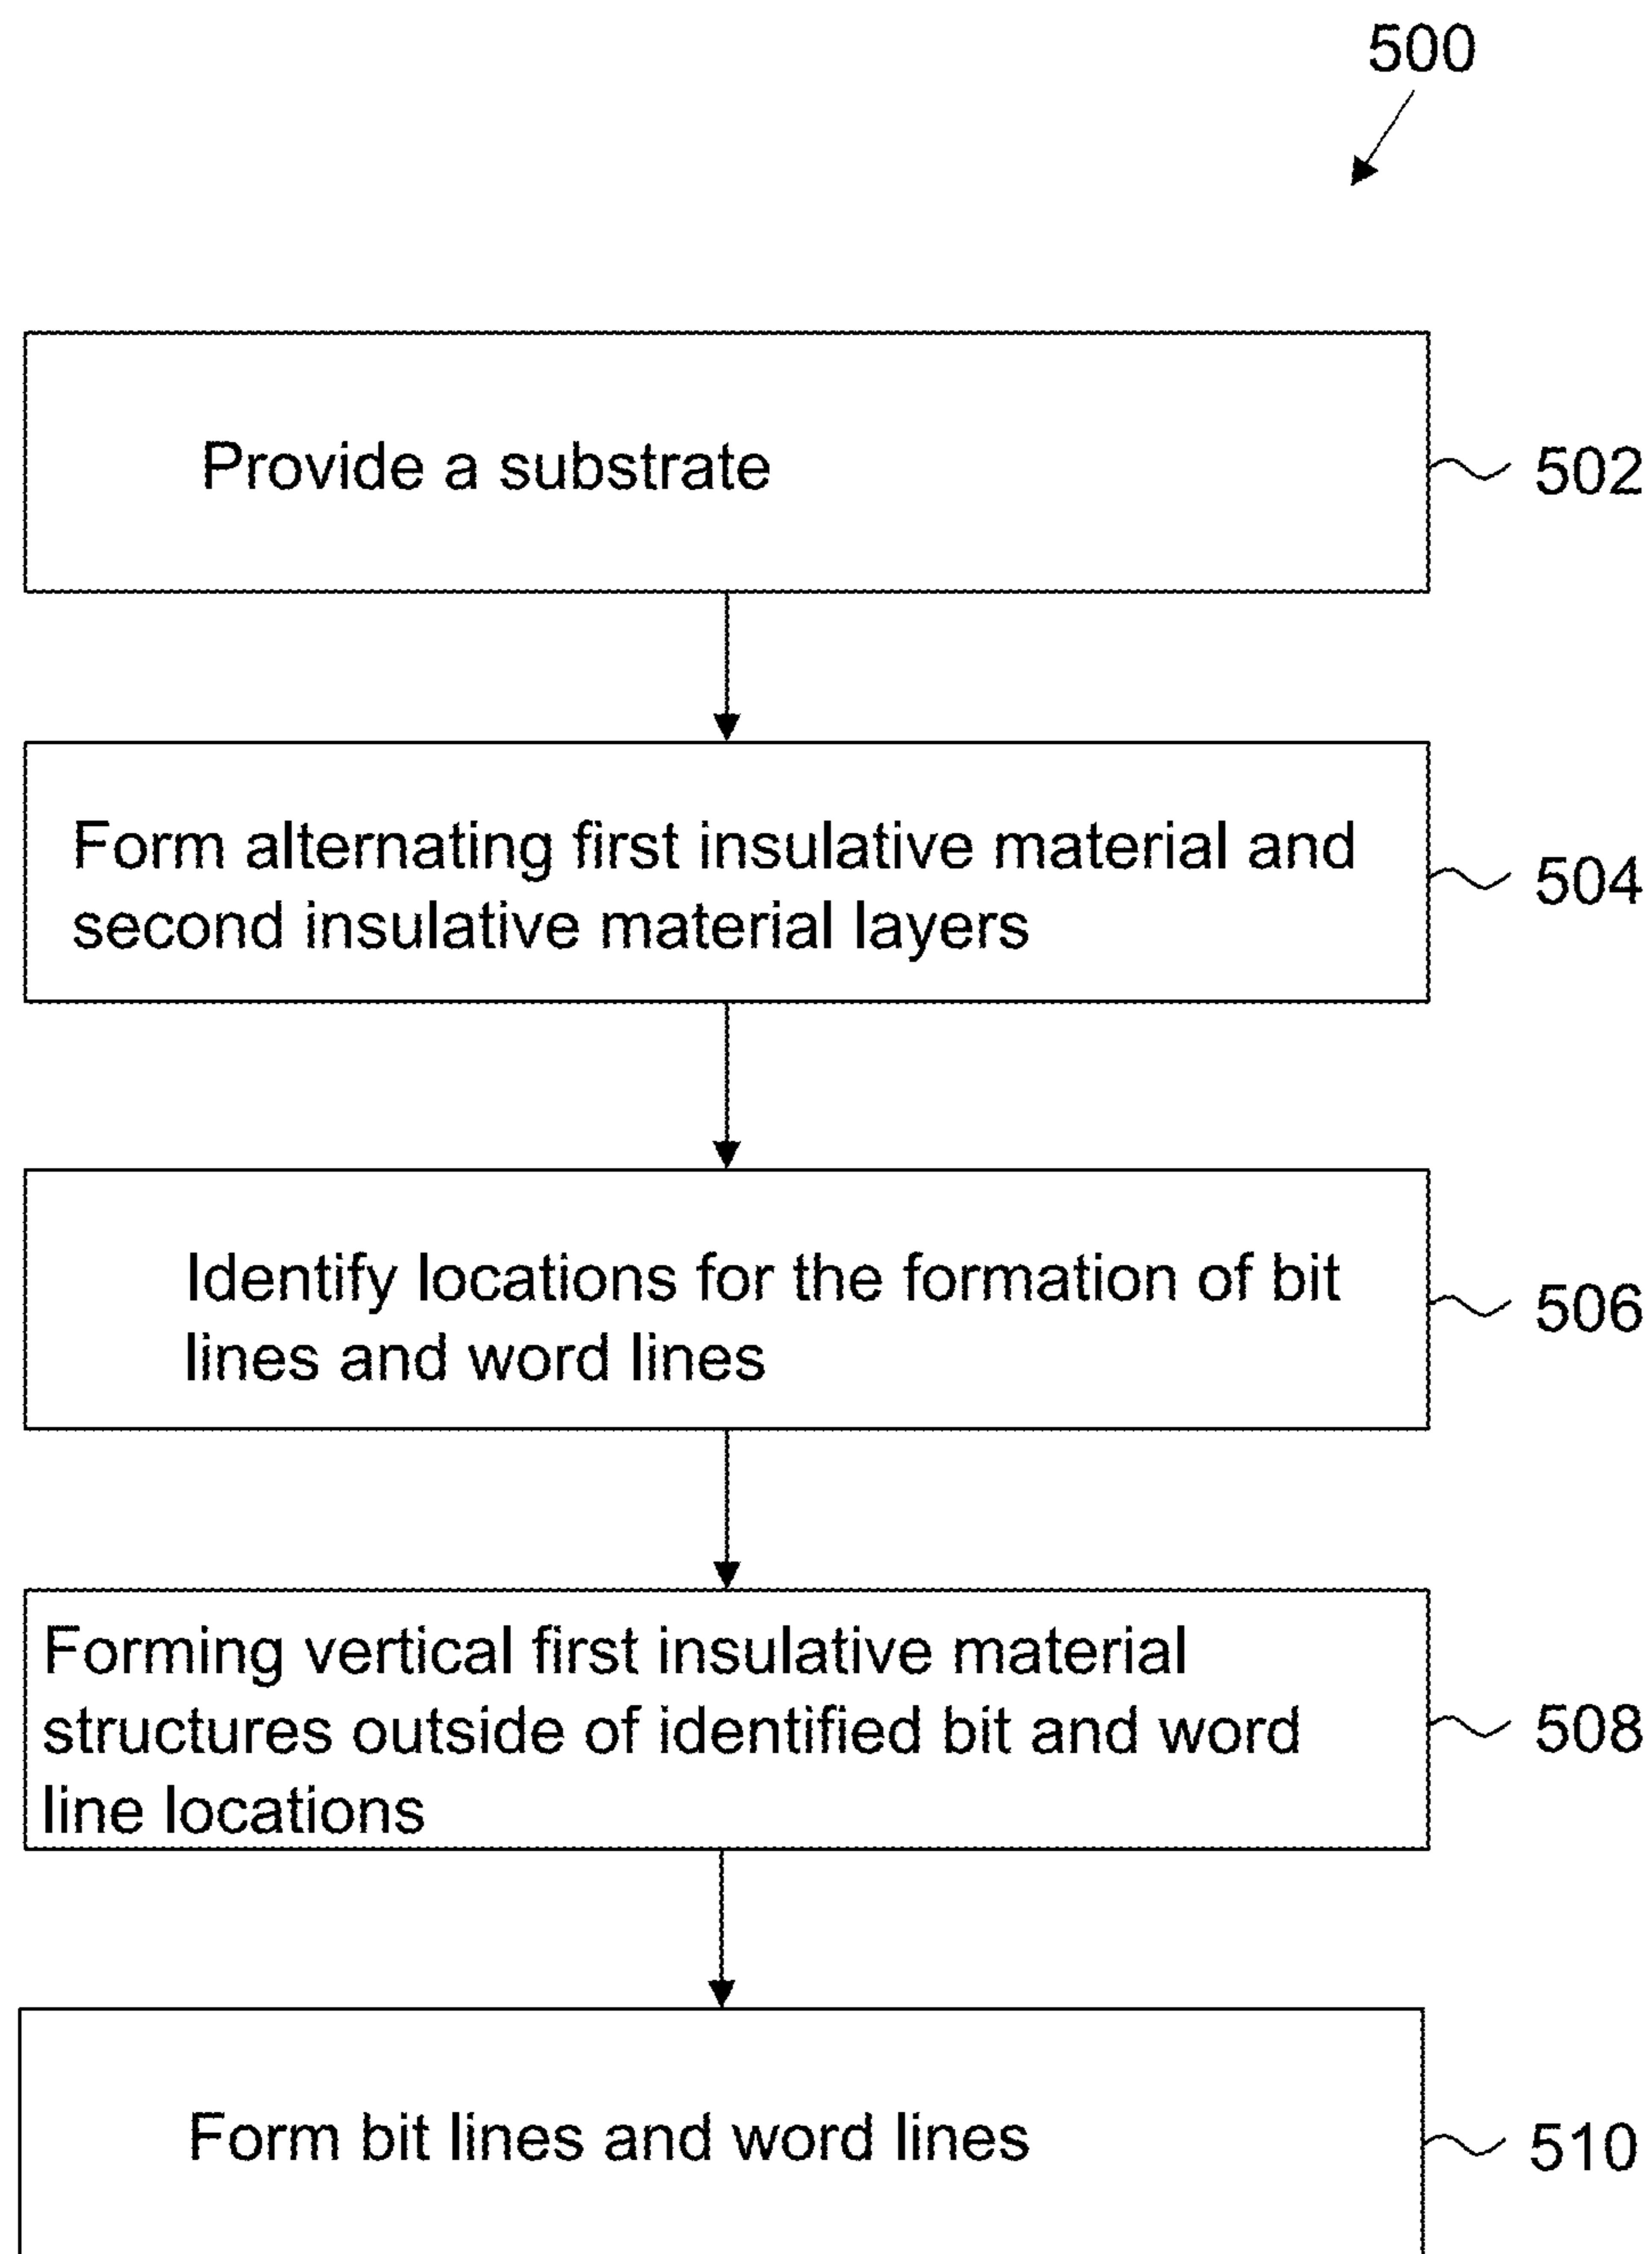 500
Provide a substrate
502
Form alternating first insulative material and
second insulative material layers
504
Identify locations for the formation of bit
lines and word lines
506
Forming vertical first insulative material
structures outside of identified bit and word
line locations
508
Form bit lines and word lines
510